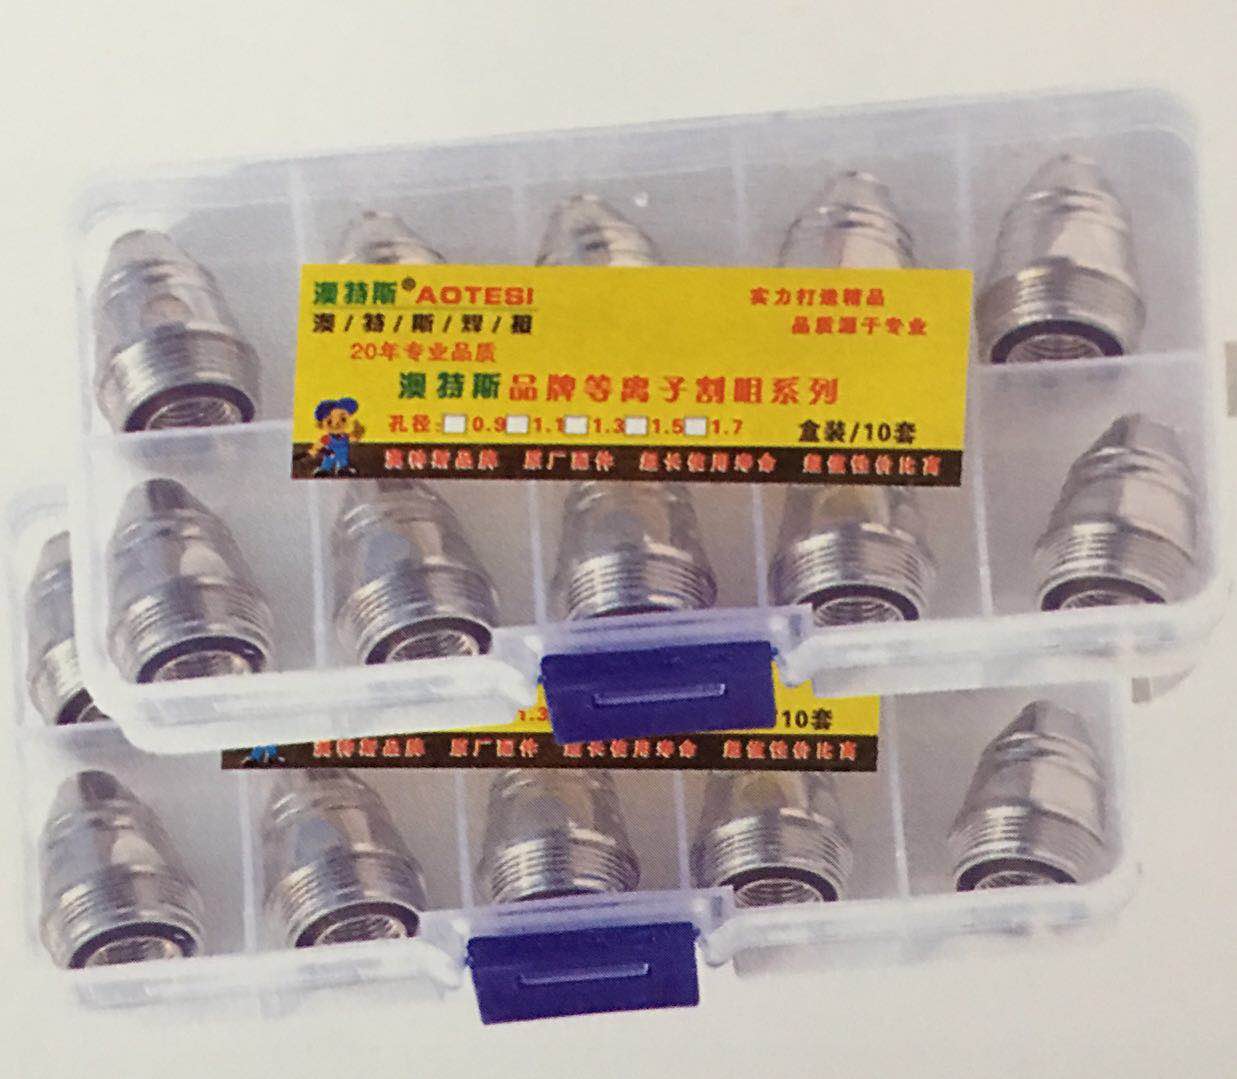 澳特斯®AOTESI
澳/特/斯/焊/割
20年专业品质
实力打造精品
品质源于专业
澳特斯品牌等离子割咀系列
孔径:□0.9□1.1□1.3□1.5□1.7
盒装/10套
澳特斯品牌 原厂配件 超长使用寿命 超值性价比高
1.3
10套
澳特斯品牌 原厂配件 超长使用寿命 超值性价比高